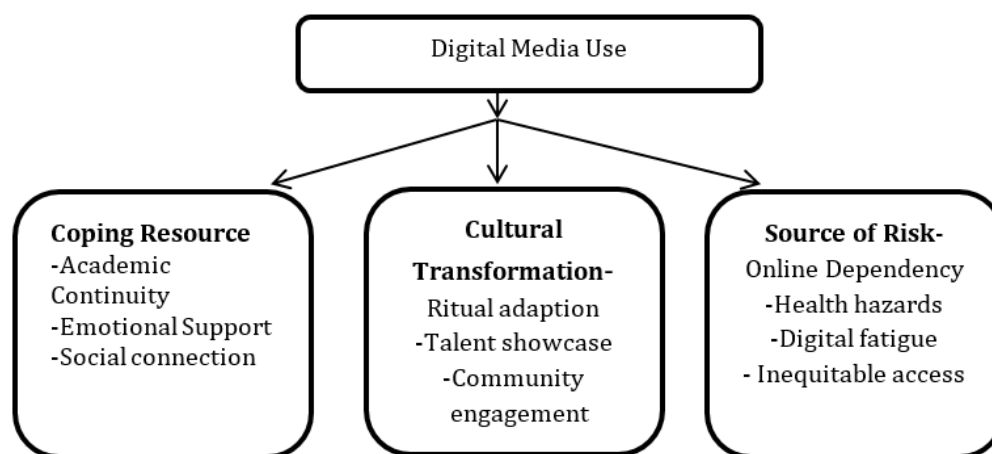 Digital Media Use
Coping Resource
-Academic
Continuity
-Emotional Support
-Social connection
Cultural
Transformation-
Ritual adaption
-Talent showcase
-Community
engagement
Source of Risk-
Online Dependency
-Health hazards
-Digital fatigue
- Inequitable access